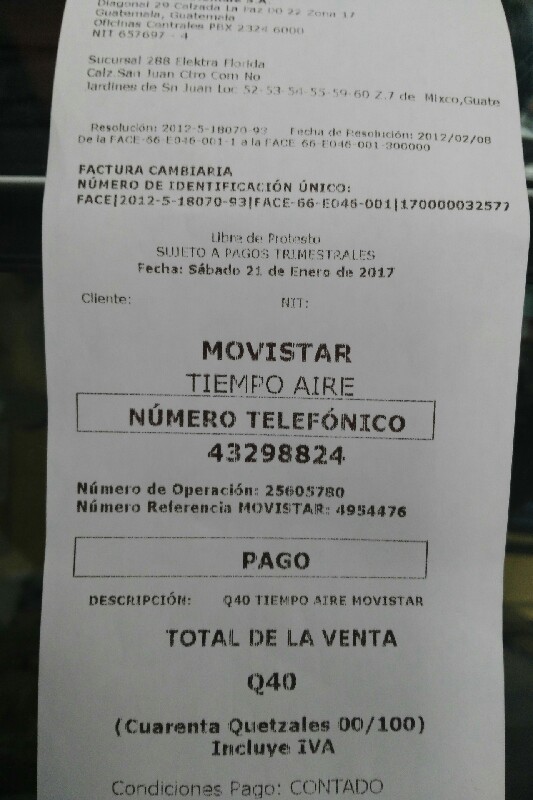 Diagonal 29 Calzada La Paz 00 22 Zona 17
Guatemala, Guatemala
Oficinas Centrales PBX 2324 6000
NIT 657697 - 4
Sucursal 288 Elektra Florida
Calz.San Juan Ctro Com No
Jardines de Sn Juan Loc 52-53-54-55-59-60 Z.7 de Mixco,Guate
Resolución: 2012-5-18070-93 Fecha de Resolución: 2012/02/08
De la FACE-66-E046-001-1 a la FACE-66-E046-001-300000
FACTURA CAMBIARIA
NÚMERO DE IDENTIFICACIÓN ÚNICO:
FACE|2012-5-18070-93|FACE-66-E046-001|170000032577
Libre de Protesto
SUJETO A PAGOS TRIMESTRALES
Fecha: Sábado 21 de Enero de 2017
Cliente: NIT:
MOVISTAR
TIEMPO AIRE
NÚMERO TELEFÓNICO
43298824
Número de Operación: 25605780
Número Referencia MOVISTAR: 4954476
PAGO
DESCRIPCIÓN: Q40 TIEMPO AIRE MOVISTAR
TOTAL DE LA VENTA
Q40
(Cuarenta Quetzales 00/100)
Incluye IVA
Condiciones Pago: CONTADO